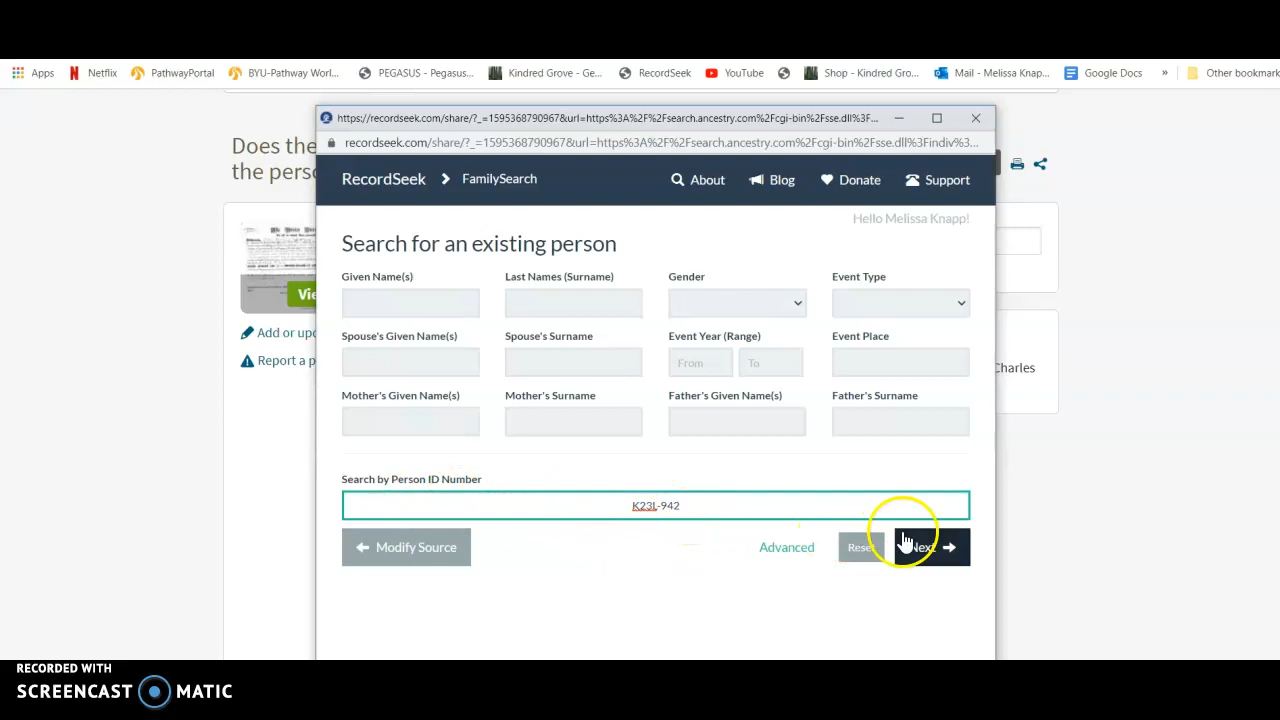 Apps Netflix PathwayPortal BYU-Pathway Worl... PEGASUS - Pegasus... Kindred Grove - Ge... RecordSeek YouTube Shop - Kindred Gro... Mail - Melissa Knap... Google Docs » Other bookmark
https://recordseek.com/share/?_=1595368790967&url=https%3A%2F%2Fsearch.ancestry.com%2Fcgi-bin%2Fsse.dll%3F...
recordseek.com/share/?_=1595368790967&url=https%3A%2F%2Fsearch.ancestry.com%2Fcgi-bin%2Fsse.dll%3Findiv%3...
Does the
the perso
RecordSeek FamilySearch About Blog Donate Support
Hello Melissa Knapp!
Search for an existing person
Given Name(s) Last Names (Surname) Gender Event Type
Vie
Add or upd
Report a p
Spouse's Given Name(s) Spouse's Surname Event Year (Range) Event Place
From To
Charles
Mother's Given Name(s) Mother's Surname Father's Given Name(s) Father's Surname
Search by Person ID Number
K23L-942
Modify Source Advanced Reset Next
RECORDED WITH
SCREENCAST MATIC